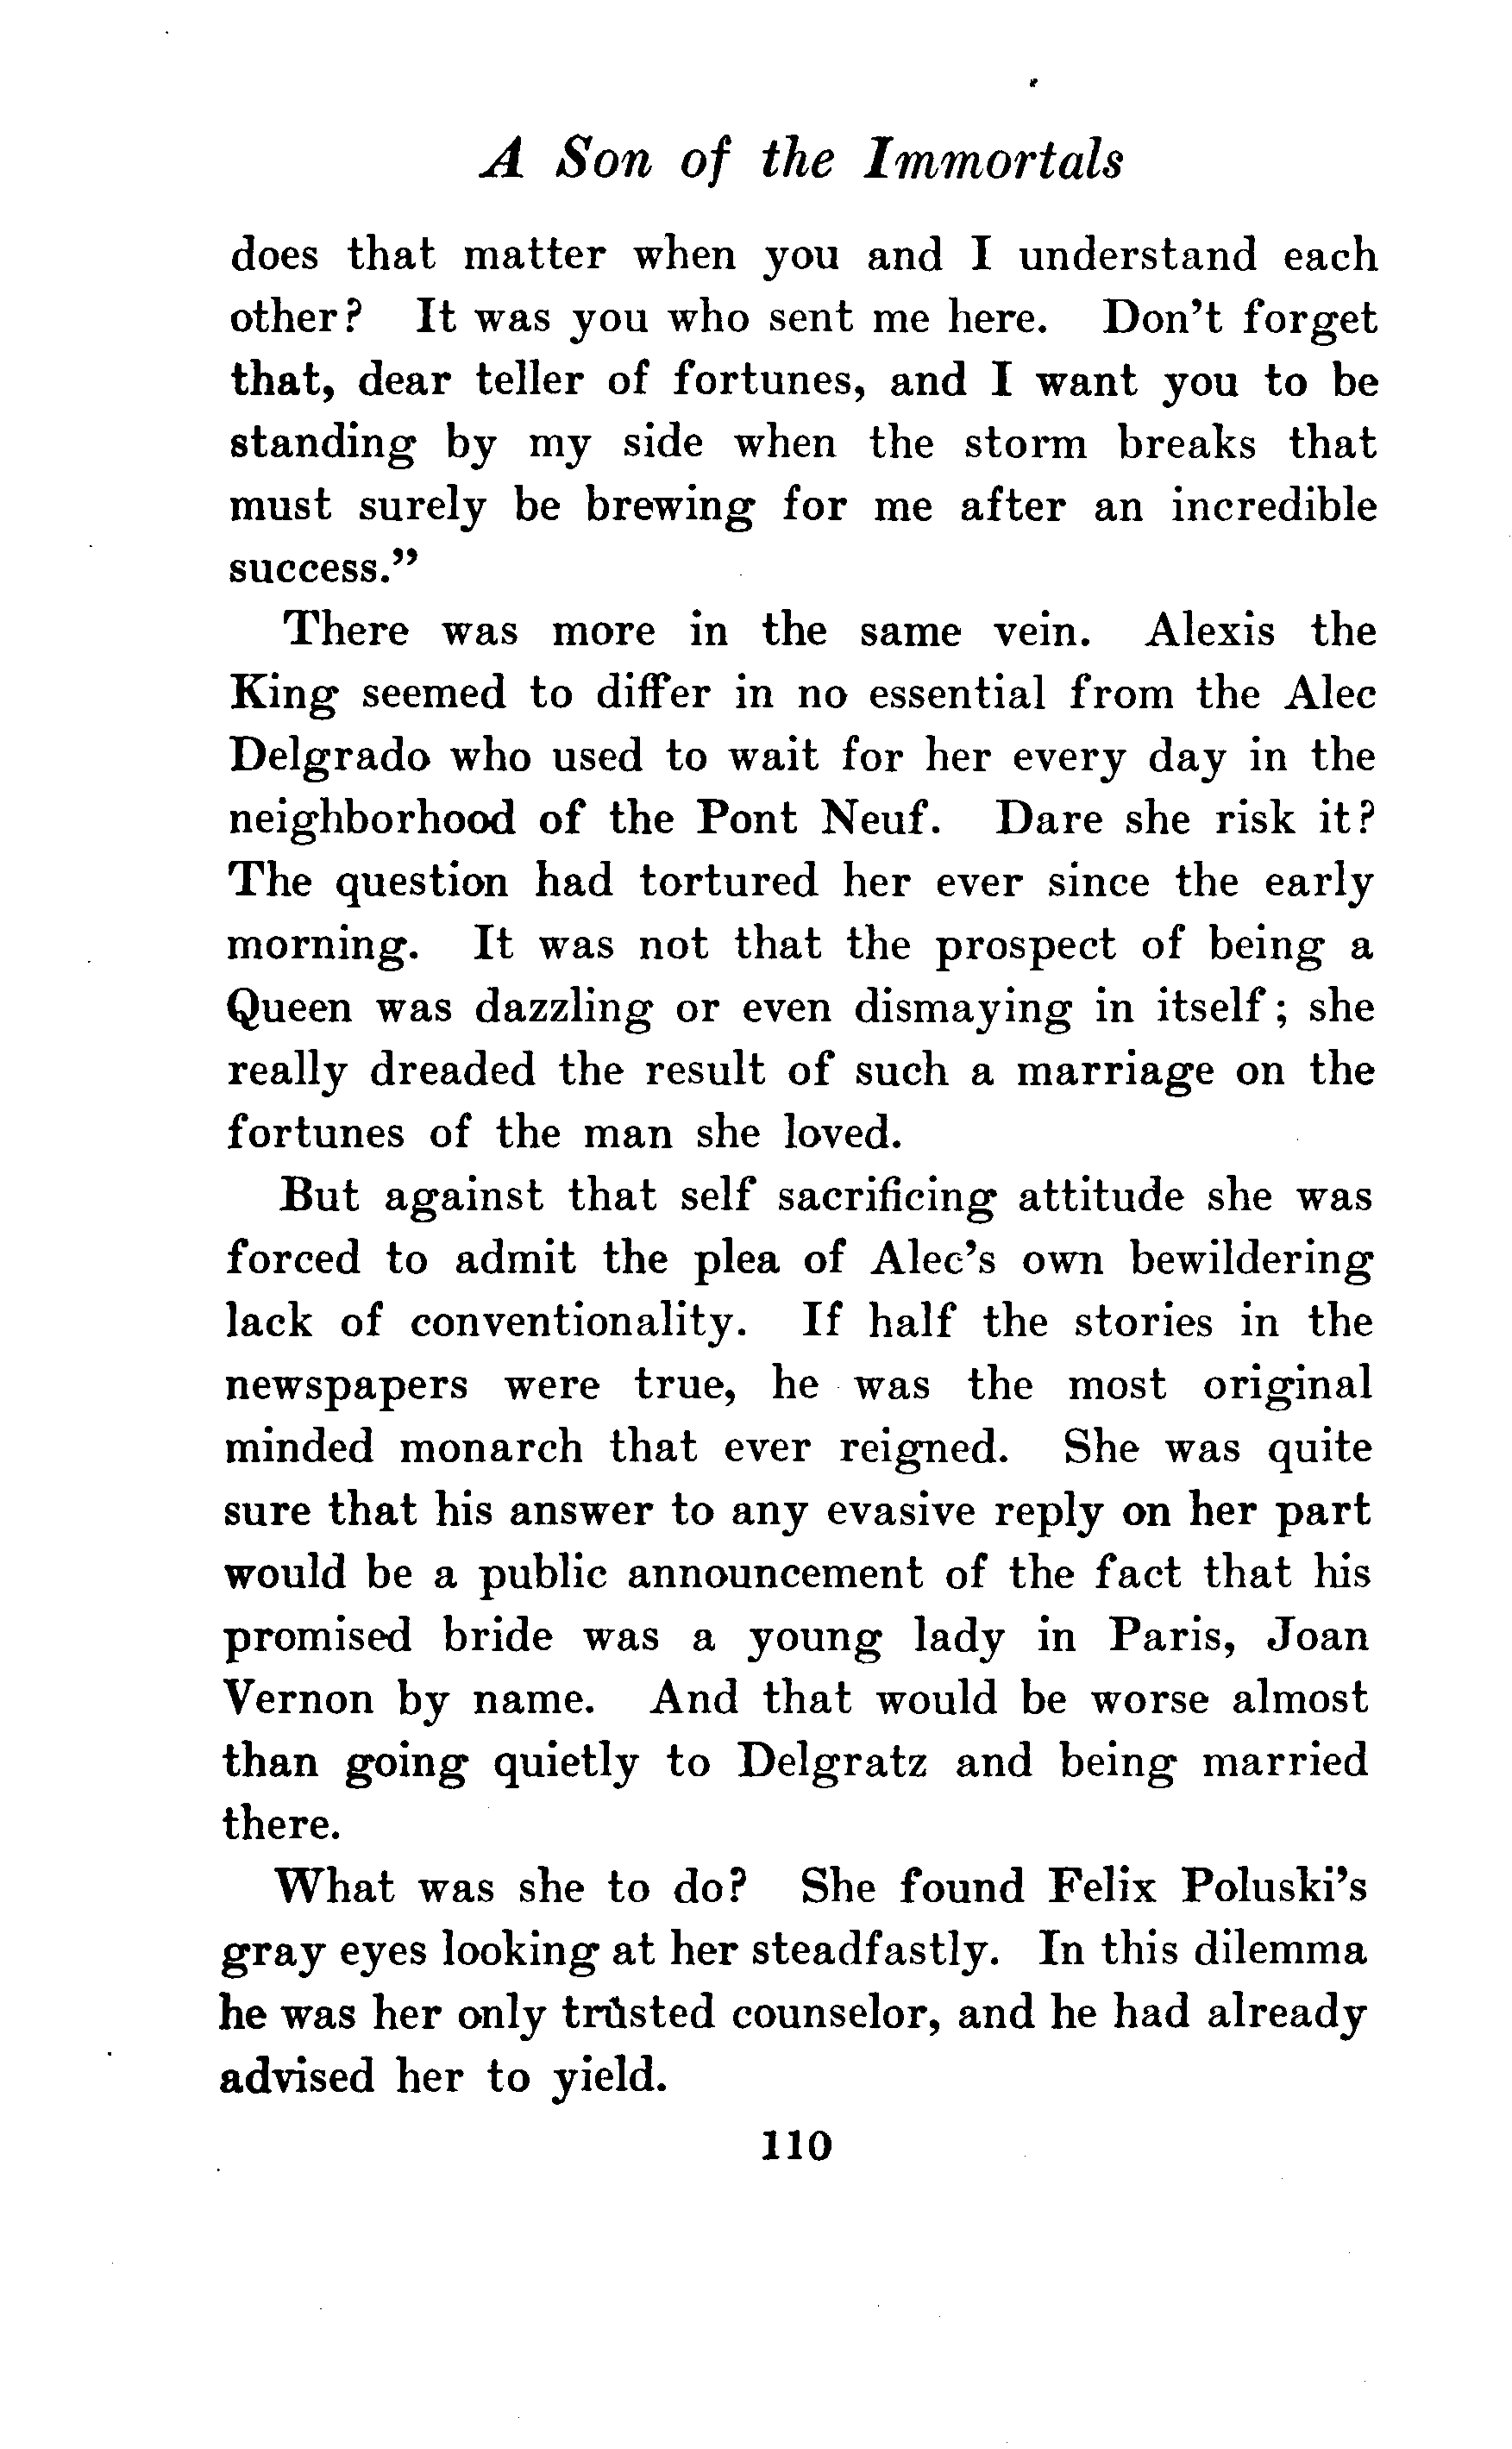 A Son of the Immortals
does that matter when you and I understand each
other? It was you who sent me here. Don't forget
that, dear teller of fortunes, and I want you to be
standing by my side when the storm breaks that
must surely be brewing for me after an incredible
success."
There was more in the same vein. Alexis the
King seemed to differ in no essential from the Alec
Delgrado who used to wait for her every day in the
neighborhood of the Pont Neuf. Dare she risk it?
The question had tortured her ever since the early
morning. It was not that the prospect of being a
Queen was dazzling or even dismaying in itself; she
really dreaded the result of such a marriage on the
fortunes of the man she loved.
But against that self sacrificing attitude she was
forced to admit the plea of Alec's own bewildering
lack of conventionality. If half the stories in the
newspapers were true, he was the most original
minded monarch that ever reigned. She was quite
sure that his answer to any evasive reply on her part
would be a public announcement of the fact that his
promised bride was a young lady in Paris, Joan
Vernon by name. And that would be worse almost
than going quietly to Delgratz and being married
there.
What was she to do? She found Felix Poluski's
gray eyes looking at her steadfastly. In this dilemma
he was her only trusted counselor, and he had already
advised her to yield.
110